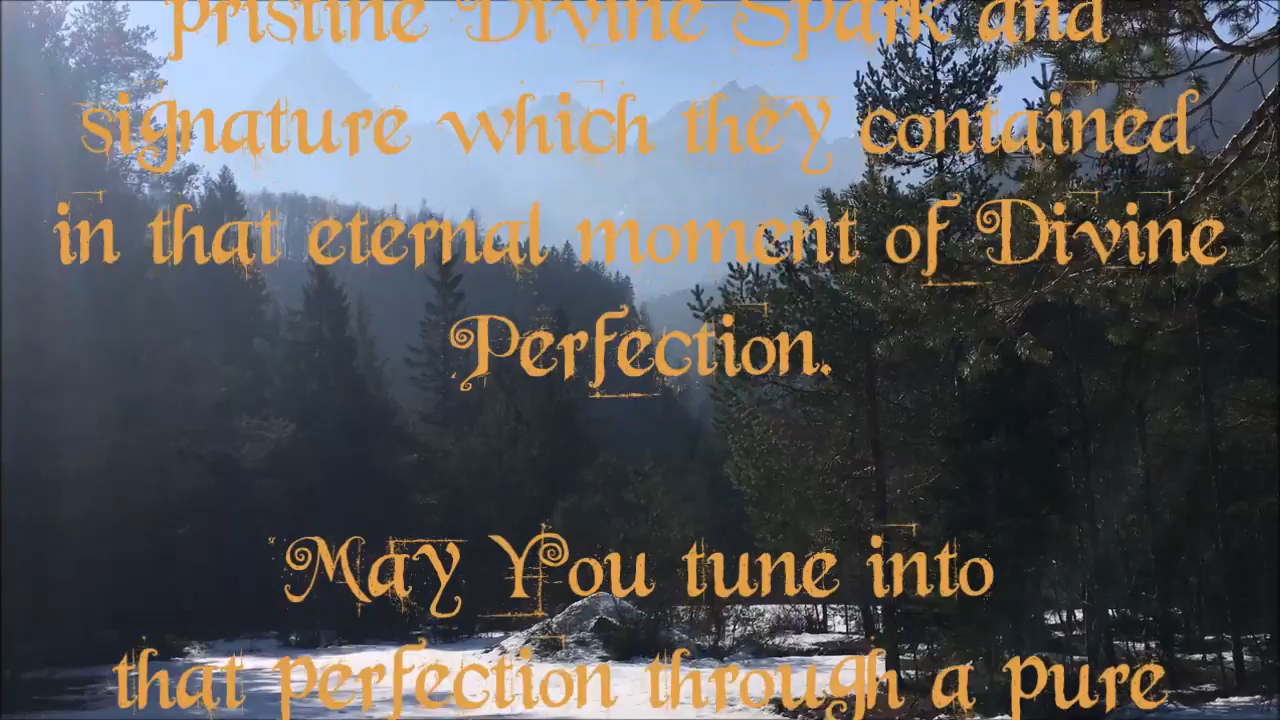 pristine Divine Spark and
signature which they contained
in that eternal moment of Divine
Perfection.
"May You tune into
that perfection through a pure